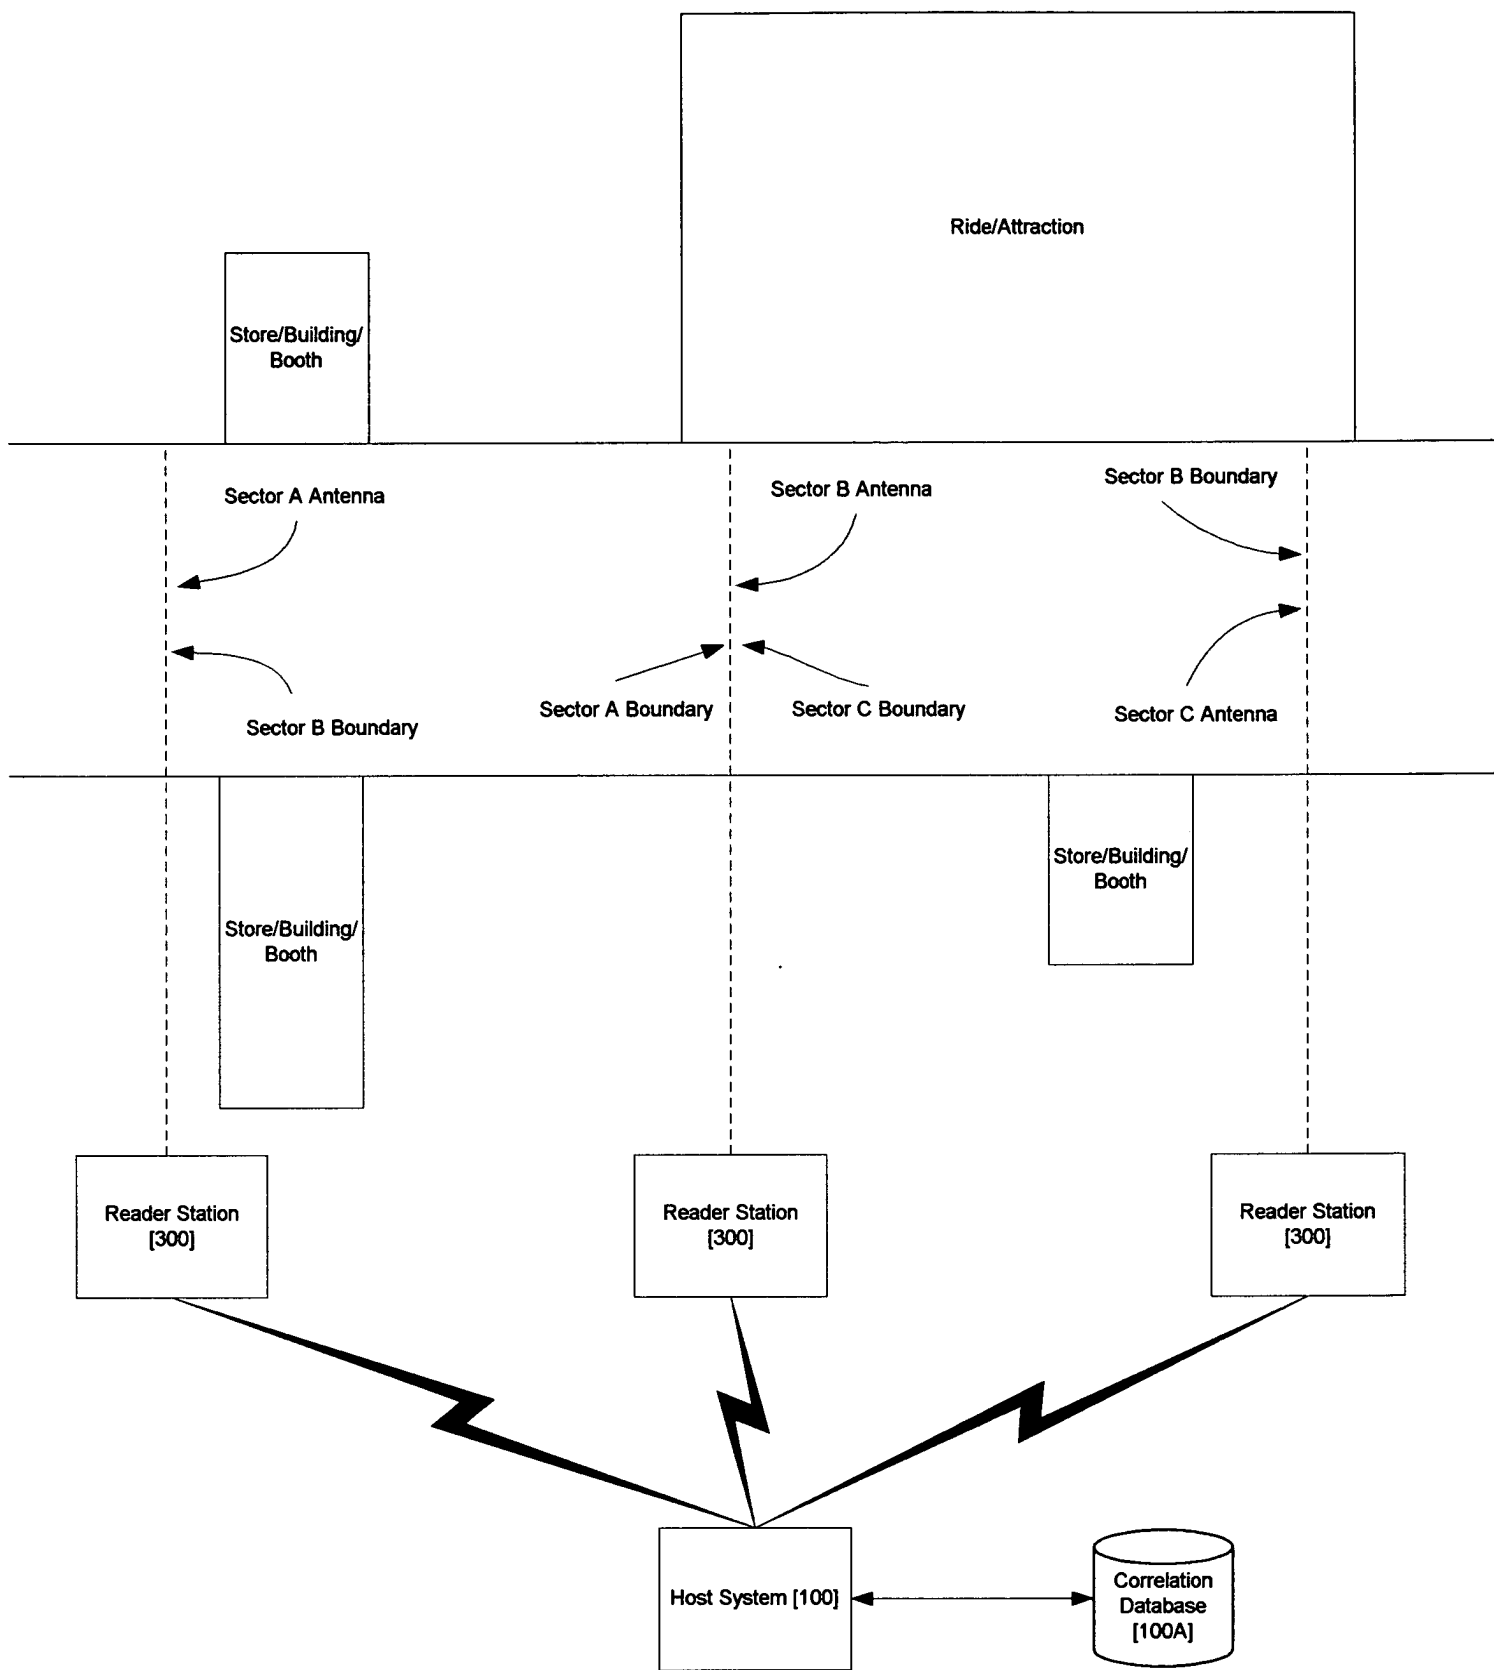 Ride/Attraction
Store/Building/
Booth
Sector A Antenna
Sector B Antenna
Sector B Boundary
Sector B Boundary
Sector A Boundary
Sector C Boundary
Sector C Antenna
Store/Building/
Booth
Store/Building/
Booth
Reader Station
[300]
Reader Station
[300]
Reader Station
[300]
Host System [100]
Correlation
Database
[100A]